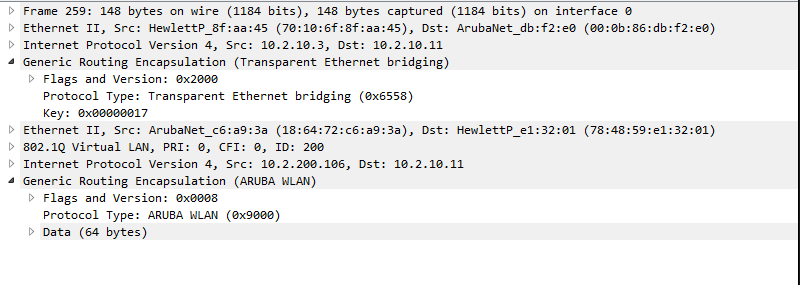 Frame 259: 148 bytes on wire (1184 bits), 148 bytes captured (1184 bits) on interface 0
Ethernet II, Src: HewlettP_8f:aa:45 (70:10:6f:8f:aa:45), Dst: ArubaNet_db:f2:e0 (00:0b:86:db:f2:e0)
Internet Protocol Version 4, Src: 10.2.10.3, Dst: 10.2.10.11
Generic Routing Encapsulation (Transparent Ethernet bridging)
Flags and Version: 0x2000
Protocol Type: Transparent Ethernet bridging (0x6558)
Key: 0x00000017
Ethernet II, Src: ArubaNet_c6:a9:3a (18:64:72:c6:a9:3a), Dst: HewlettP_e1:32:01 (78:48:59:e1:32:01)
802.1Q Virtual LAN, PRI: 0, CFI: 0, ID: 200
Internet Protocol Version 4, Src: 10.2.200.106, Dst: 10.2.10.11
Generic Routing Encapsulation (ARUBA WLAN)
Flags and Version: 0x0008
Protocol Type: ARUBA WLAN (0x9000)
Data (64 bytes)